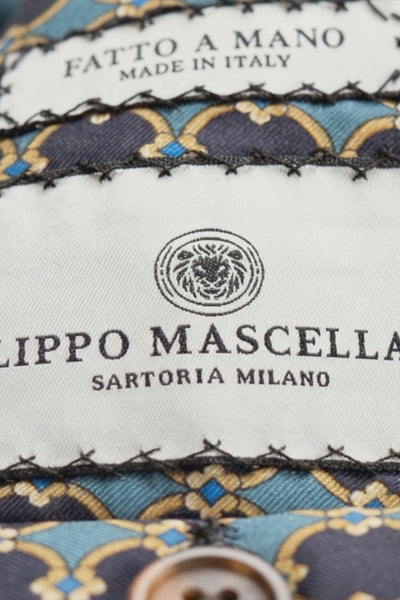 FATTO A MANO
MADE IN ITALY
LIPPO MASCELLA
SARTORIA MILANO